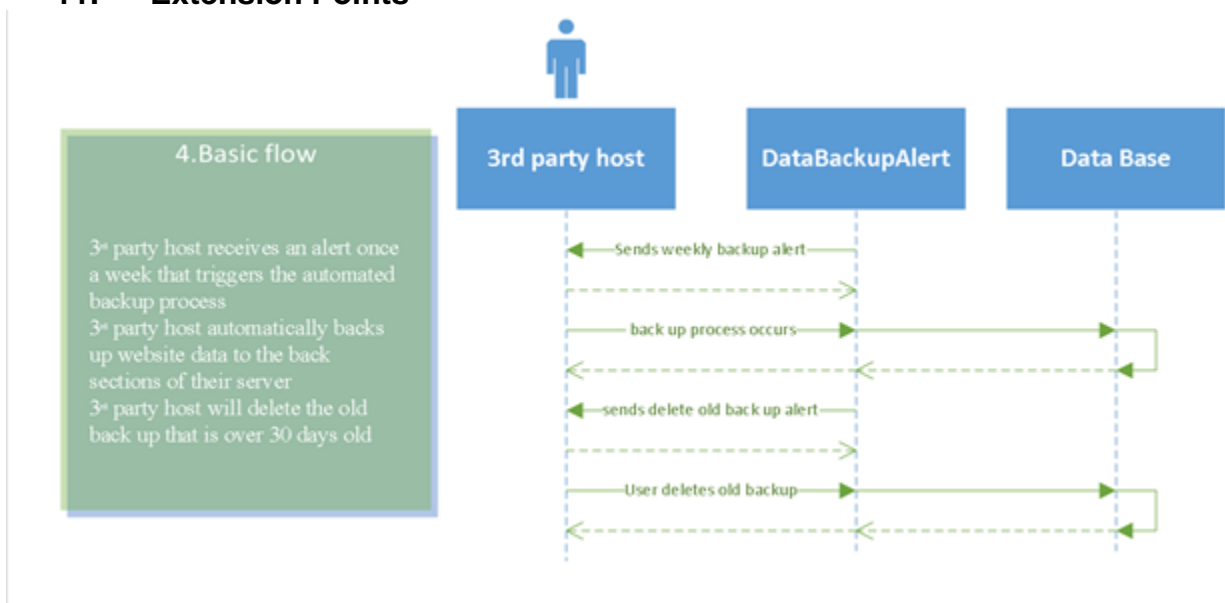 Extension Points
4.Basic flow
3st party host receives an alert once
a week that triggers the automated
backup process
3st party host automatically backs
up website data to the back
sections of their server
3st party host will delete the old
back up that is over 30 days old
3rd party host
DataBackupAlert
Data Base
Sends weekly backup alert
back up process occurs
sends delete old back up alert
User deletes old backup